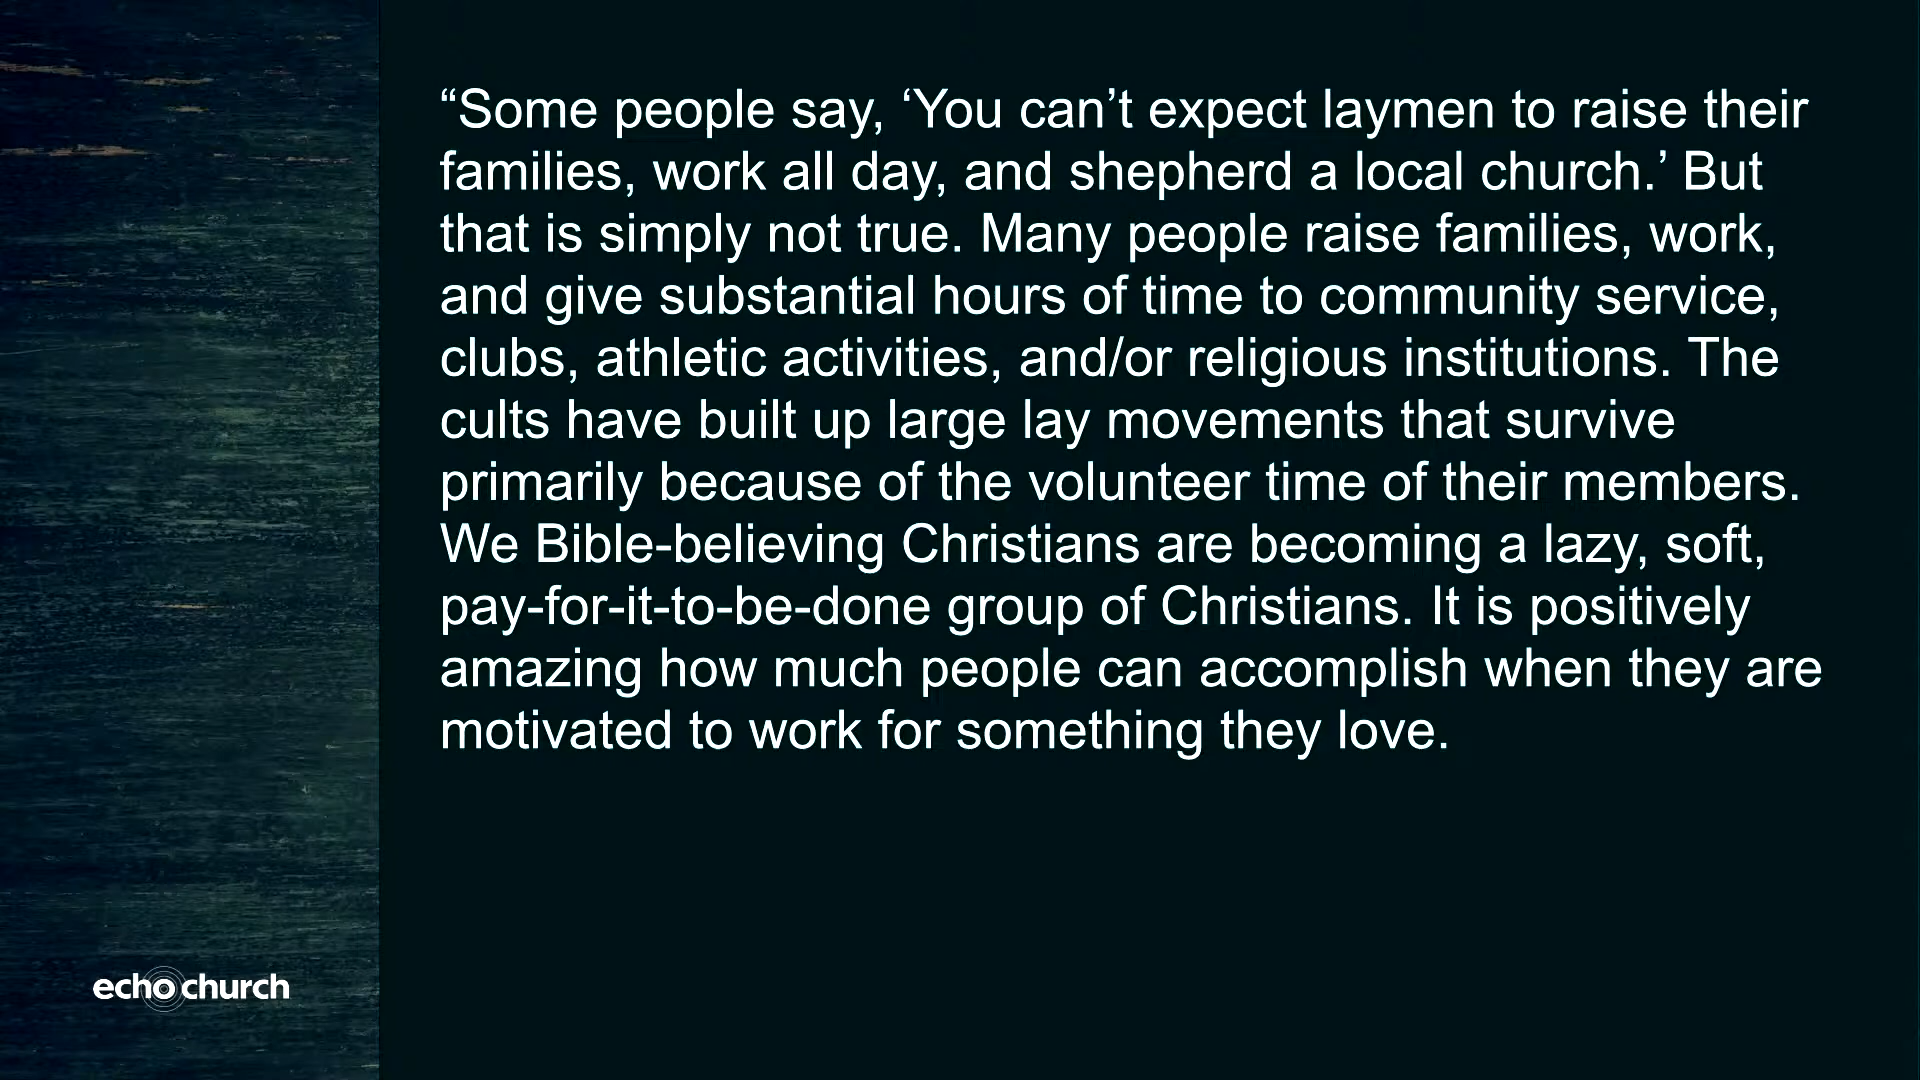 “Some people say, ‘You can’t expect laymen to raise their
families, work all day, and shepherd a local church.’ But
that is simply not true. Many people raise families, work,
and give substantial hours of time to community service,
clubs, athletic activities, and/or religious institutions. The
cults have built up large lay movements that survive
primarily because of the volunteer time of their members.
We Bible-believing Christians are becoming a lazy, soft,
pay-for-it-to-be-done group of Christians. It is positively
amazing how much people can accomplish when they are
motivated to work for something they love.
echo church